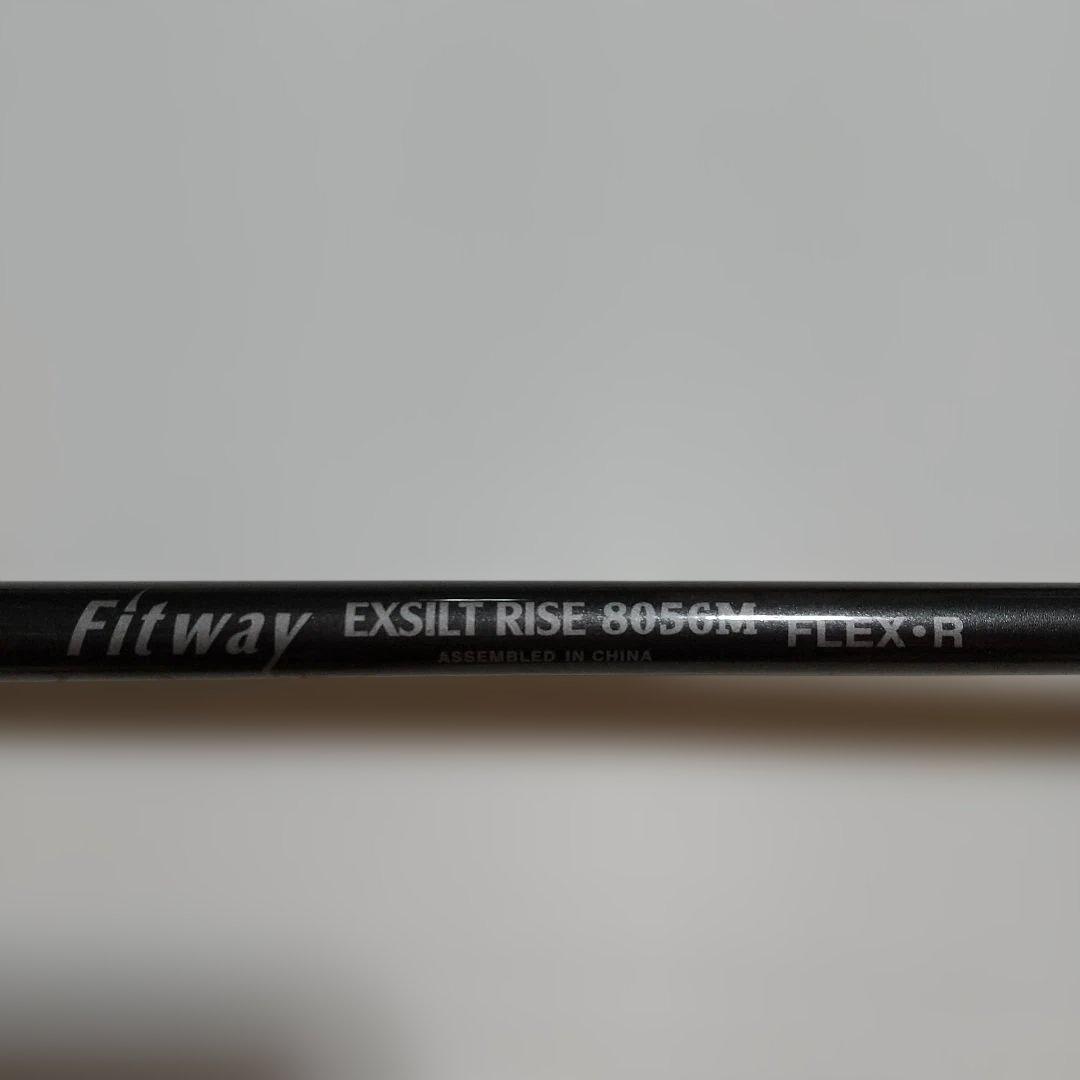 Fitway EXSILT RISE 8056M FLEX•R
ASSEMBLED IN CHINA